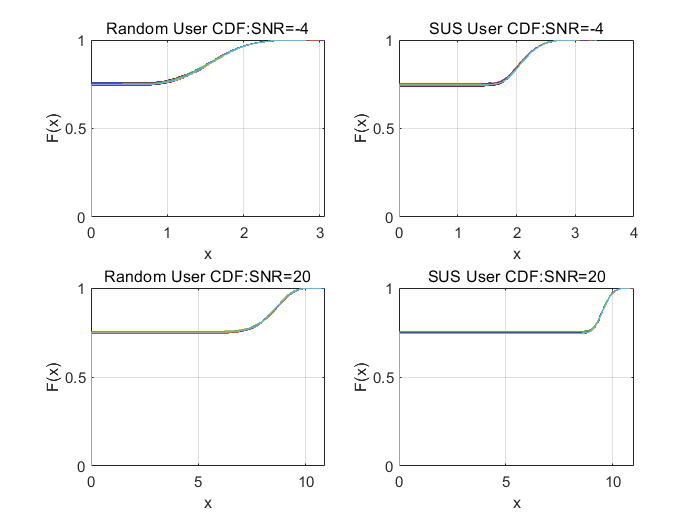 Random User CDF:SNR=-4
1
0.5
0
F(x)
0 1 2 3
x
SUS User CDF:SNR=-4
1
0.5
0
F(x)
0 1 2 3 4
x
Random User CDF:SNR=20
1
0.5
0
F(x)
0 5 10
x
SUS User CDF:SNR=20
1
0.5
0
F(x)
0 5 10
x